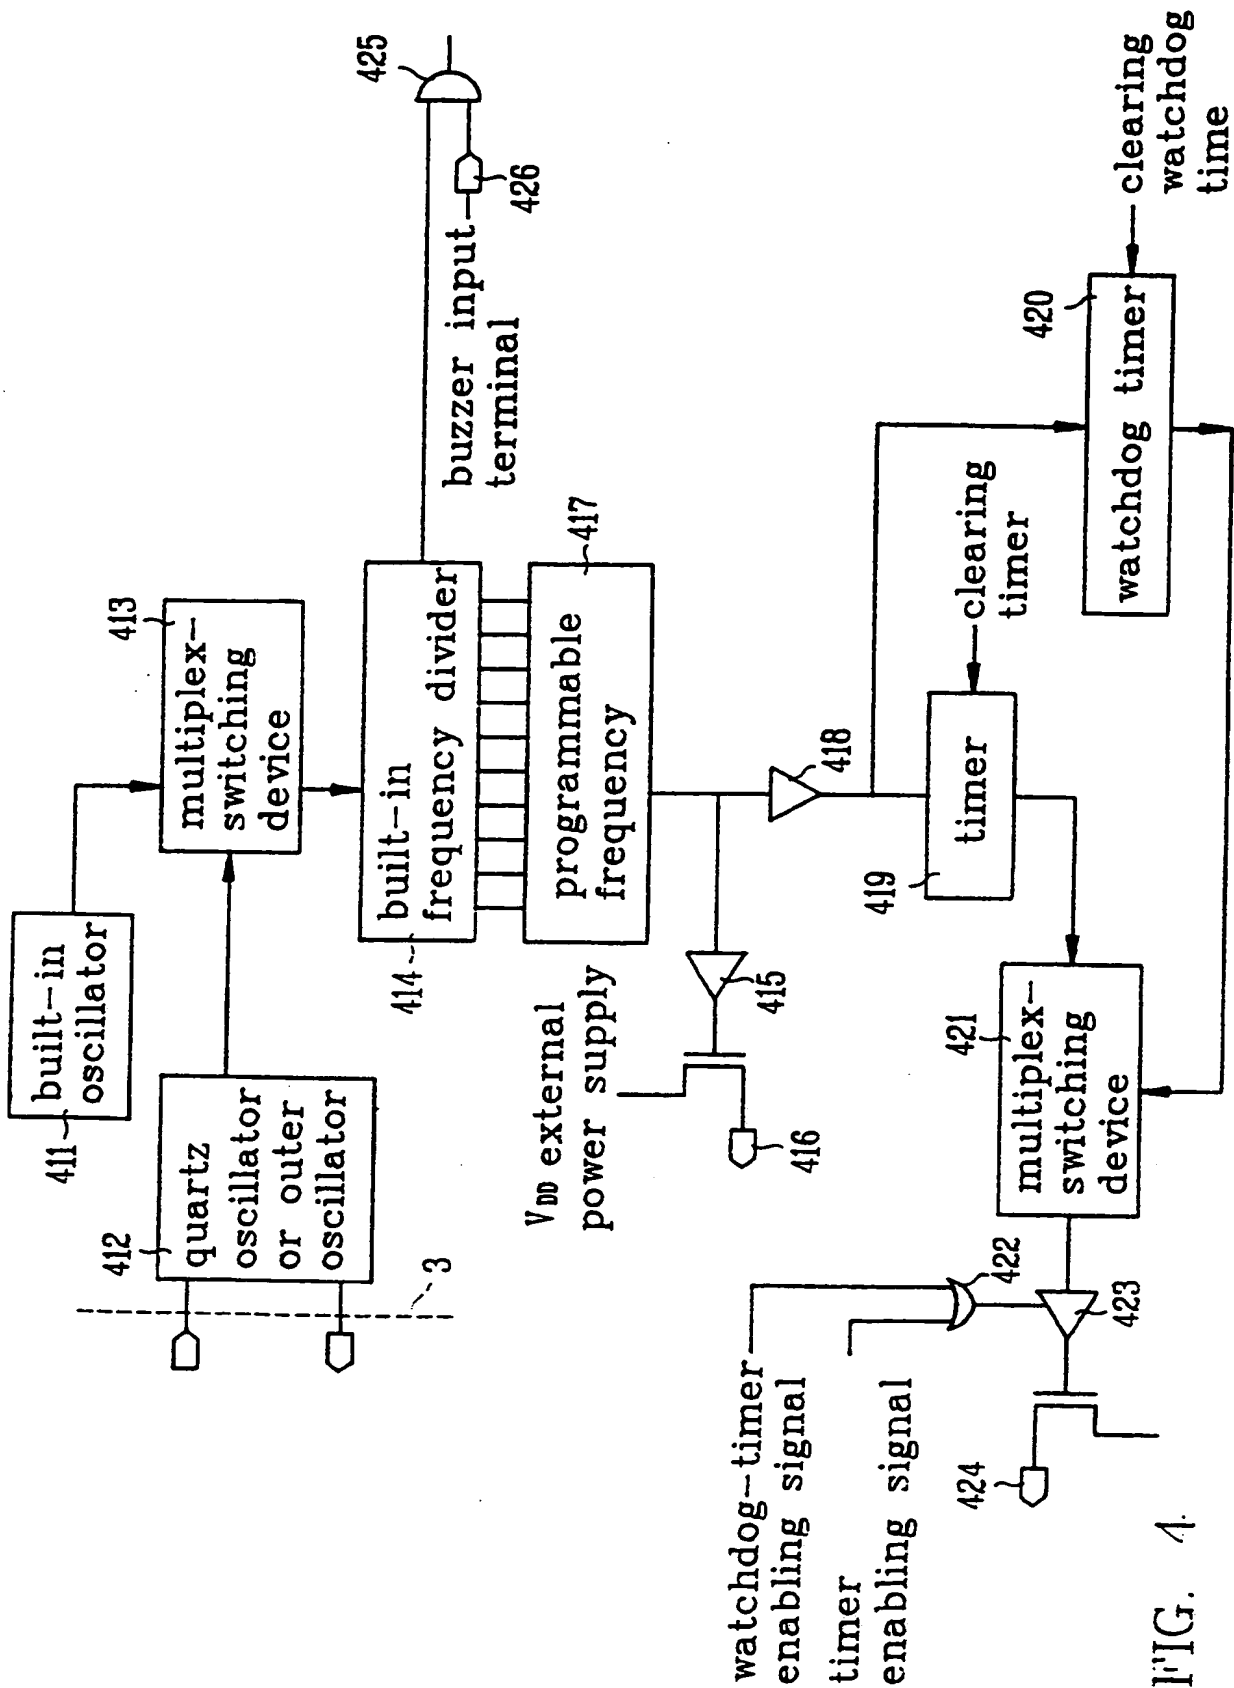 411
built-in
oscillator
412
quartz
oscillator
or outer
oscillator
3
413
multiplex-
switching
device
414
built-in
frequency divider
425
426
buzzer input
terminal
417
programmable
frequency
VDD external
power supply
415
416
418
419
timer
clearing
timer
420
watchdog timer
clearing
watchdog
time
421
multiplex-
switching
device
422
423
424
watchdog-timer
enabling signal
timer
enabling signal
FIG. 4